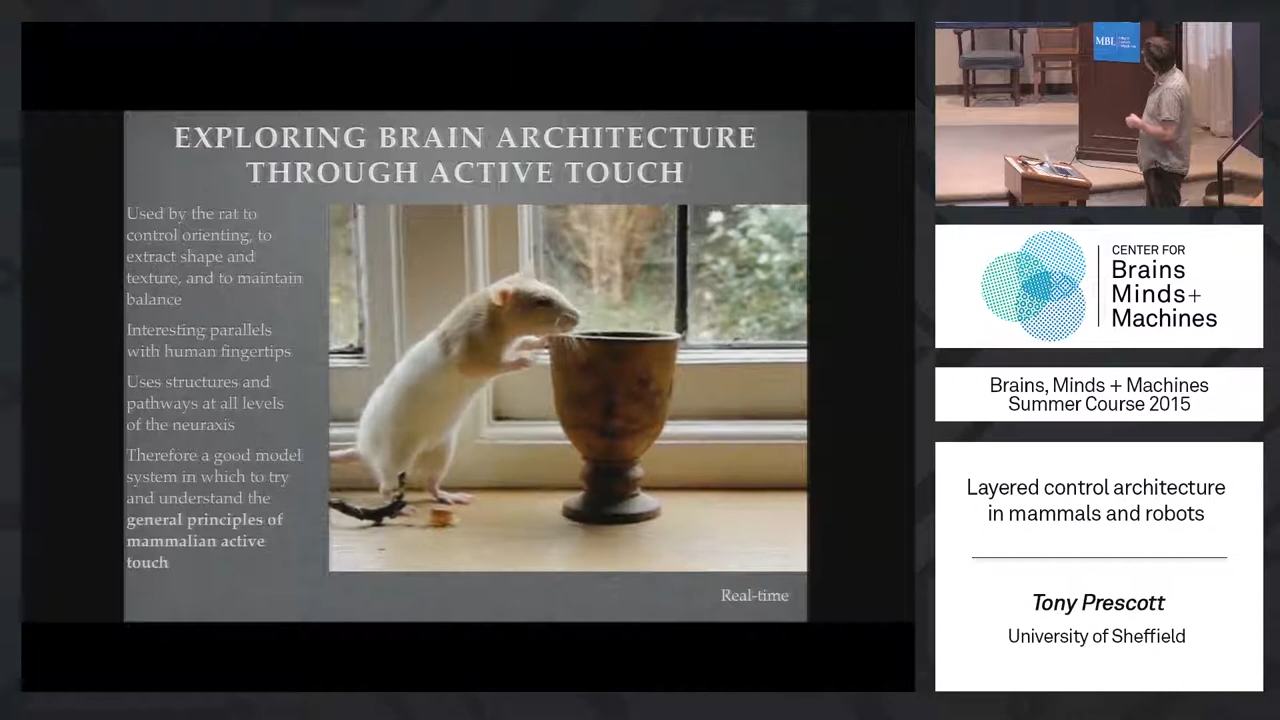 EXPLORING BRAIN ARCHITECTURE
THROUGH ACTIVE TOUCH
Used by the rat to
control orienting, to
extract shape and
texture, and to maintain
balance
Interesting parallels
with human fingertips
Uses structures and
pathways at all levels
of the neuraxis
Therefore a good model
system in which to try
and understand the
general principles of
mammalian active
touch
Real-time
MBL
CENTER FOR
Brains
Minds+
Machines
Brains, Minds + Machines
Summer Course 2015
Layered control architecture
in mammals and robots
Tony Prescott
University of Sheffield